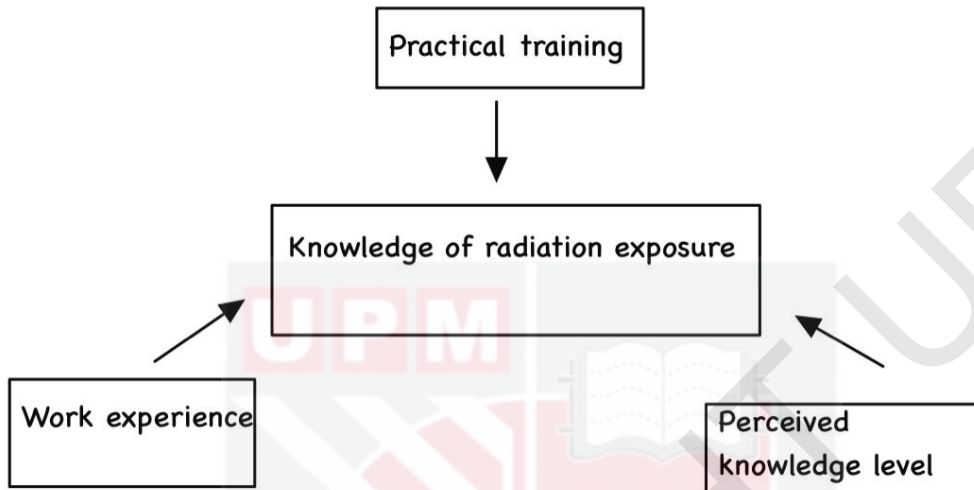 Practical training
Knowledge of radiation exposure
UPM
Work experience
Perceived
knowledge level